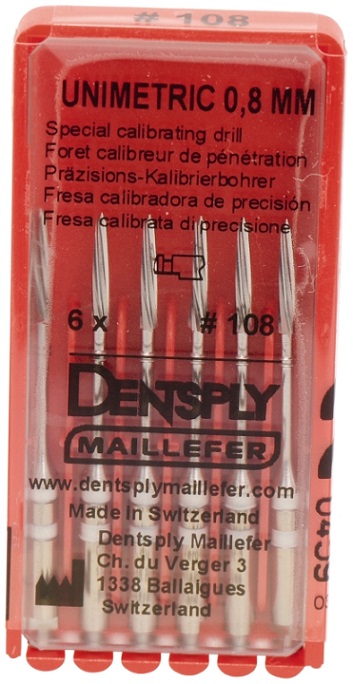 # 108
UNIMETRIC 0,8 MM
Special calibrating drill
Foret calibreur de pénétration
Präzisions-Kalibrierbohrer
Fresa calibradora de precisión
Fresa calibrata di precisione
6 x # 108
DENTSPLY
MAILLEFER
www.dentsplymaillefer.com
Made In Switzerland
Dentsply Maillefer
Ch. du Verger 3
1338 Ballaigues
Switzerland
0459